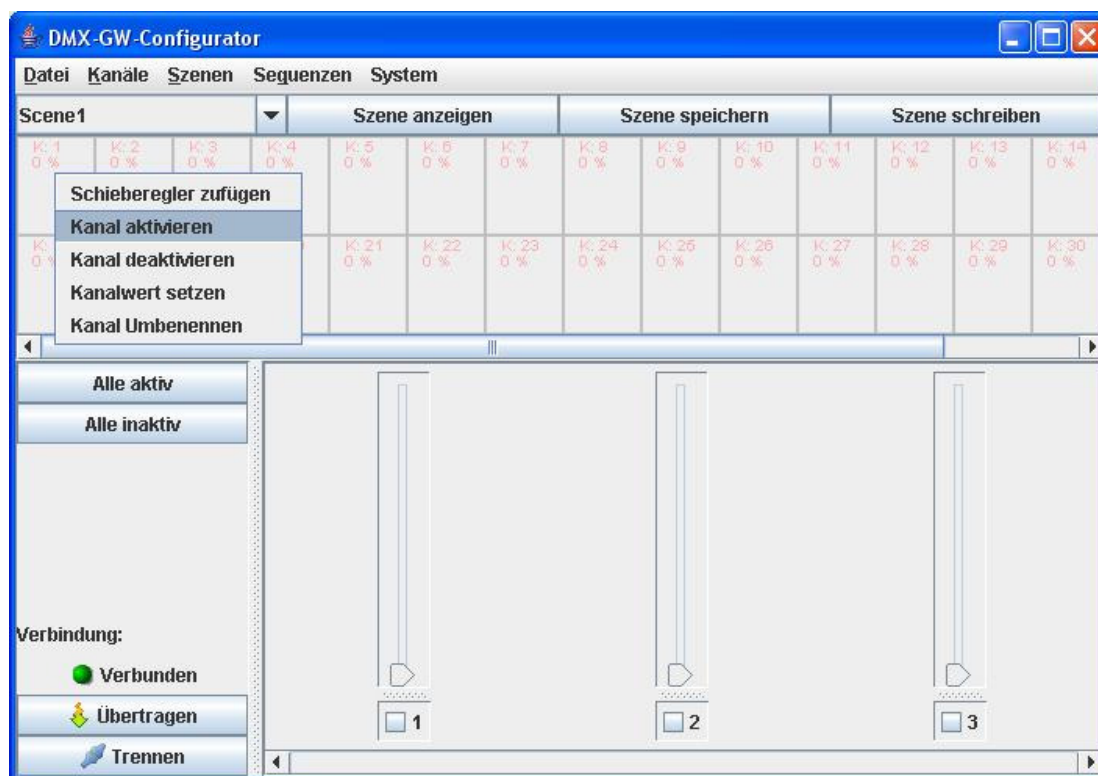 DMX-GW-Configurator
Datei Kanäle Szenen Sequenzen System
Scene1 Szene anzeigen Szene speichern Szene schreiben
K: 1 K: 2 K: 3 K: 4 K: 5 K: 6 K: 7 K: 8 K: 9 K: 10 K: 11 K: 12 K: 13 K: 14
0 % 0 % 0 % 0 % 0 % 0 % 0 % 0 % 0 % 0 % 0 % 0 % 0 % 0 %
Schieberegler zufügen
Kanal aktivieren
Kanal deaktivieren
Kanalwert setzen
Kanal Umbenennen
K: K: 21 K: 22 K: 23 K: 24 K: 25 K: 26 K: 27 K: 28 K: 29 K: 30
0 % 0 % 0 % 0 % 0 % 0 % 0 % 0 % 0 % 0 %
Alle aktiv
Alle inaktiv
Verbindung:
Verbunden
Übertragen
Trennen
1 2 3